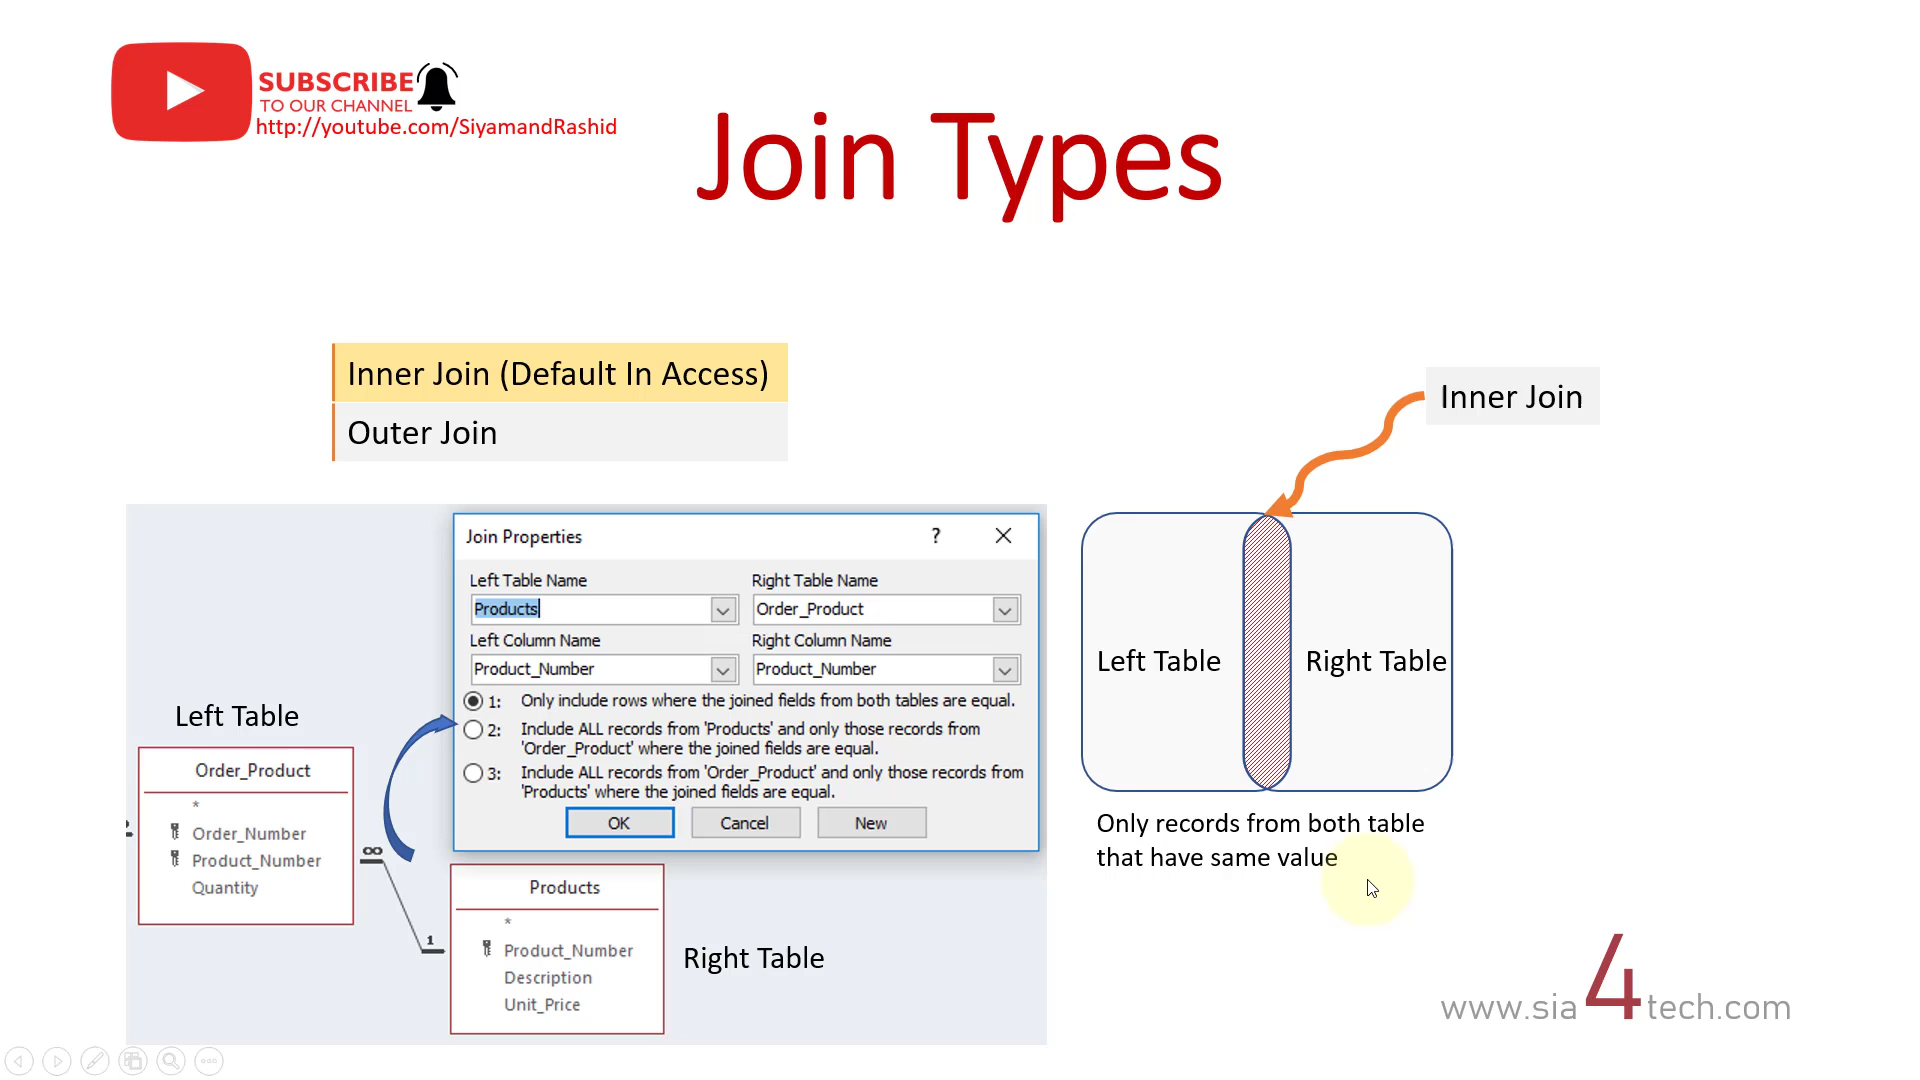 SUBSCRIBE
TO OUR CHANNEL
http://youtube.com/SiyamandRashid
Join Types
Inner Join (Default In Access)
Outer Join
Inner Join
Join Properties
?
Left Table Name
Right Table Name
Products
Order_Product
Left Column Name
Right Column Name
Product_Number
Product_Number
1: Only include rows where the joined fields from both tables are equal.
2: Include ALL records from 'Products' and only those records from
'Order_Product' where the joined fields are equal.
3: Include ALL records from 'Order_Product' and only those records from
'Products' where the joined fields are equal.
OK
Cancel
New
Left Table
Order_Product
*
Order_Number
Product_Number
Quantity
∞
1
Products
*
Product_Number
Description
Unit_Price
Right Table
Left Table
Right Table
Only records from both table
that have same value
www.sia4tech.com